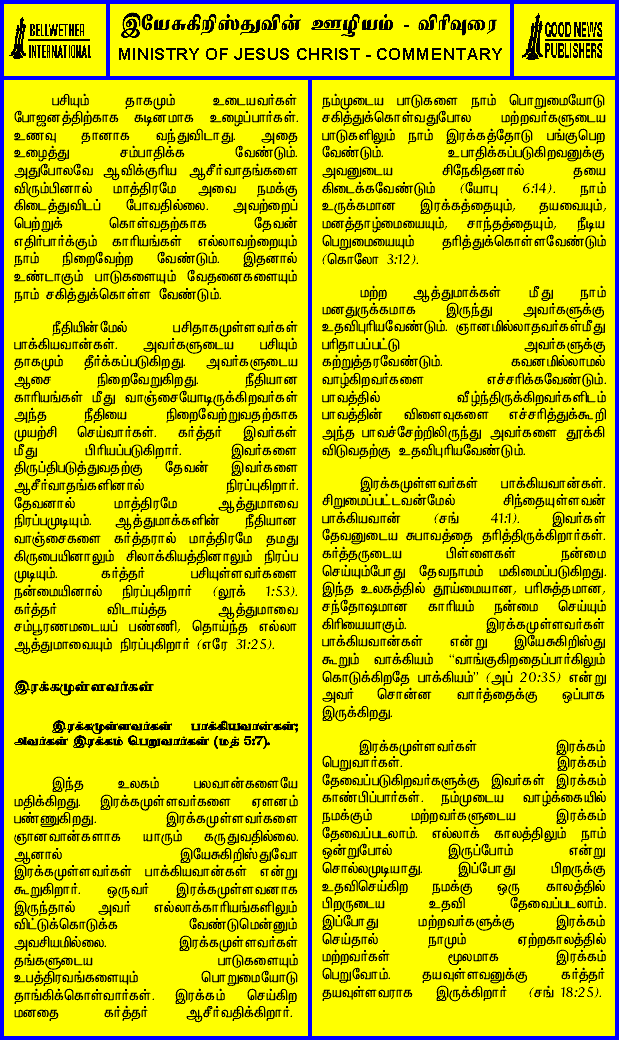 BELLWETHER
INTERNATIONAL
இயேசுகிறிஸ்துவின் ஊழியம் - விரிவுரை
MINISTRY OF JESUS CHRIST - COMMENTARY
GOOD NEWS
PUBLISHERS
பசியும் தாகமும் உடையவர்கள்
போஜனத்திற்காக கடினமாக உழைப்பார்கள்.
உணவு தானாக வந்துவிடாது. அதை
உழைத்து சம்பாதிக்க வேண்டும்.
அதுபோலவே ஆவிக்குரிய ஆசீர்வாதங்களை
விரும்பினால் மாத்திரமே அவை நமக்கு
கிடைத்துவிடப் போவதில்லை. அவற்றைப்
பெற்றுக் கொள்வதற்காக தேவன்
எதிர்பார்க்கும் காரியங்கள் எல்லாவற்றையும்
நாம் நிறைவேற்ற வேண்டும். இதனால்
உண்டாகும் பாடுகளையும் வேதனைகளையும்
நாம் சகித்துக்கொள்ள வேண்டும்.
நீதியின்மேல் பசிதாகமுள்ளவர்கள்
பாக்கியவான்கள். அவர்களுடைய பசியும்
தாகமும் தீர்க்கப்படுகிறது. அவர்களுடைய
ஆசை நிறைவேறுகிறது. நீதியான
காரியங்கள் மீது வாஞ்சையோடிருக்கிறவர்கள்
அந்த நீதியை நிறைவேற்றுவதற்காக
முயற்சி செய்வார்கள். கர்த்தர் இவர்கள்
மீது பிரியப்படுகிறார். இவர்களை
திருப்திபடுத்துவதற்கு தேவன் இவர்களை
ஆசீர்வாதங்களினால் நிரப்புகிறார்.
தேவனால் மாத்திரமே ஆத்துமாவை
நிரப்பமுடியும். ஆத்துமாக்களின் நீதியான
வாஞ்சைகளை கர்த்தரால் மாத்திரமே தமது
கிருபையினாலும் சிலாக்கியத்தினாலும் நிரப்ப
முடியும். கர்த்தர் பசியுள்ளவர்களை
நன்மையினால் நிரப்புகிறார் (லூக் 1:53).
கர்த்தர் விடாய்த்த ஆத்துமாவை
சம்பூரணமடையப் பண்ணி, தொய்ந்த எல்லா
ஆத்துமாவையும் நிரப்புகிறார் (எரே 31:25).
இரக்கமுள்ளவர்கள்
இரக்கமுள்ளவர்கள் பாக்கியவான்கள்;
அவர்கள் இரக்கம் பெறுவார்கள் (மத் 5:7).
இந்த உலகம் பலவான்களையே
மதிக்கிறது. இரக்கமுள்ளவர்களை ஏளனம்
பண்ணுகிறது. இரக்கமுள்ளவர்களை
ஞானவான்களாக யாரும் கருதுவதில்லை.
ஆனால் இயேசுகிறிஸ்துவோ
இரக்கமுள்ளவர்கள் பாக்கியவான்கள் என்று
கூறுகிறார். ஒருவர் இரக்கமுள்ளவனாக
இருந்தால் அவர் எல்லாக்காரியங்களிலும்
விட்டுக்கொடுக்க வேண்டுமென்னும்
அவசியமில்லை. இரக்கமுள்ளவர்கள்
தங்களுடைய பாடுகளையும்
உபத்திரவங்களையும் பொறுமையோடு
தாங்கிக்கொள்வார்கள். இரக்கம் செய்கிற
மனதை கர்த்தர் ஆசீர்வதிக்கிறார்.
நம்முடைய பாடுகளை நாம் பொறுமையோடு
சகித்துக்கொள்வதுபோல மற்றவர்களுடைய
பாடுகளிலும் நாம் இரக்கத்தோடு பங்குபெற
வேண்டும். உபாதிக்கப்படுகிறவனுக்கு
அவனுடைய சிநேகிதனால் தயை
கிடைக்கவேண்டும் (யோபு 6:14). நாம்
உருக்கமான இரக்கத்தையும், தயவையும்,
மனத்தாழ்மையையும், சாந்தத்தையும், நீடிய
பொறுமையையும் தரித்துக்கொள்ளவேண்டும்
(கொலோ 3:12).
மற்ற ஆத்துமாக்கள் மீது நாம்
மனதுருக்கமாக இருந்து அவர்களுக்கு
உதவிபுரியவேண்டும். ஞானமில்லாதவர்கள்மீது
பரிதாபப்பட்டு அவர்களுக்கு
கற்றுத்தரவேண்டும். கவனமில்லாமல்
வாழ்கிறவர்களை எச்சரிக்கவேண்டும்.
பாவத்தில் வீழ்ந்திருக்கிறவர்களிடம்
பாவத்தின் விளைவுகளை எச்சரித்துக்கூறி
அந்த பாவச்சேற்றிலிருந்து அவர்களை தூக்கி
விடுவதற்கு உதவிபுரியவேண்டும்.
இரக்கமுள்ளவர்கள் பாக்கியவான்கள்.
சிறுமைப்பட்டவன்மேல் சிந்தையுள்ளவன்
பாக்கியவான் (சங் 41:1). இவர்கள்
தேவனுடைய சுபாவத்தை தரித்திருக்கிறார்கள்.
கர்த்தருடைய பிள்ளைகள் நன்மை
செய்யும்போது தேவநாமம் மகிமைப்படுகிறது.
இந்த உலகத்தில் தூய்மையான, பரிசுத்தமான,
சந்தோஷமான காரியம் நன்மை செய்யும்
கிரியையாகும். இரக்கமுள்ளவர்கள்
பாக்கியவான்கள் என்று இயேசுகிறிஸ்து
கூறும் வாக்கியம் “வாங்குகிறதைப்பார்கிலும்
கொடுக்கிறதே பாக்கியம்” (அப் 20:35) என்று
அவர் சொன்ன வார்த்தைக்கு ஒப்பாக
இருக்கிறது.
இரக்கமுள்ளவர்கள் இரக்கம்
பெறுவார்கள். இரக்கம்
தேவைப்படுகிறவர்களுக்கு இவர்கள் இரக்கம்
காண்பிப்பார்கள். நம்முடைய வாழ்க்கையில்
நமக்கும் மற்றவர்களுடைய இரக்கம்
தேவைப்படலாம். எல்லாக் காலத்திலும் நாம்
ஒன்றுபோல் இருப்போம் என்று
சொல்லமுடியாது. இப்போது பிறருக்கு
உதவிசெய்கிற நமக்கு ஒரு காலத்தில்
பிறருடைய உதவி தேவைப்படலாம்.
இப்போது மற்றவர்களுக்கு இரக்கம்
செய்தால் நாமும் ஏற்றகாலத்தில்
மற்றவர்கள் மூலமாக இரக்கம்
பெறுவோம். தயவுள்ளவனுக்கு கர்த்தர்
தயவுள்ளவராக இருக்கிறார் (சங் 18:25).